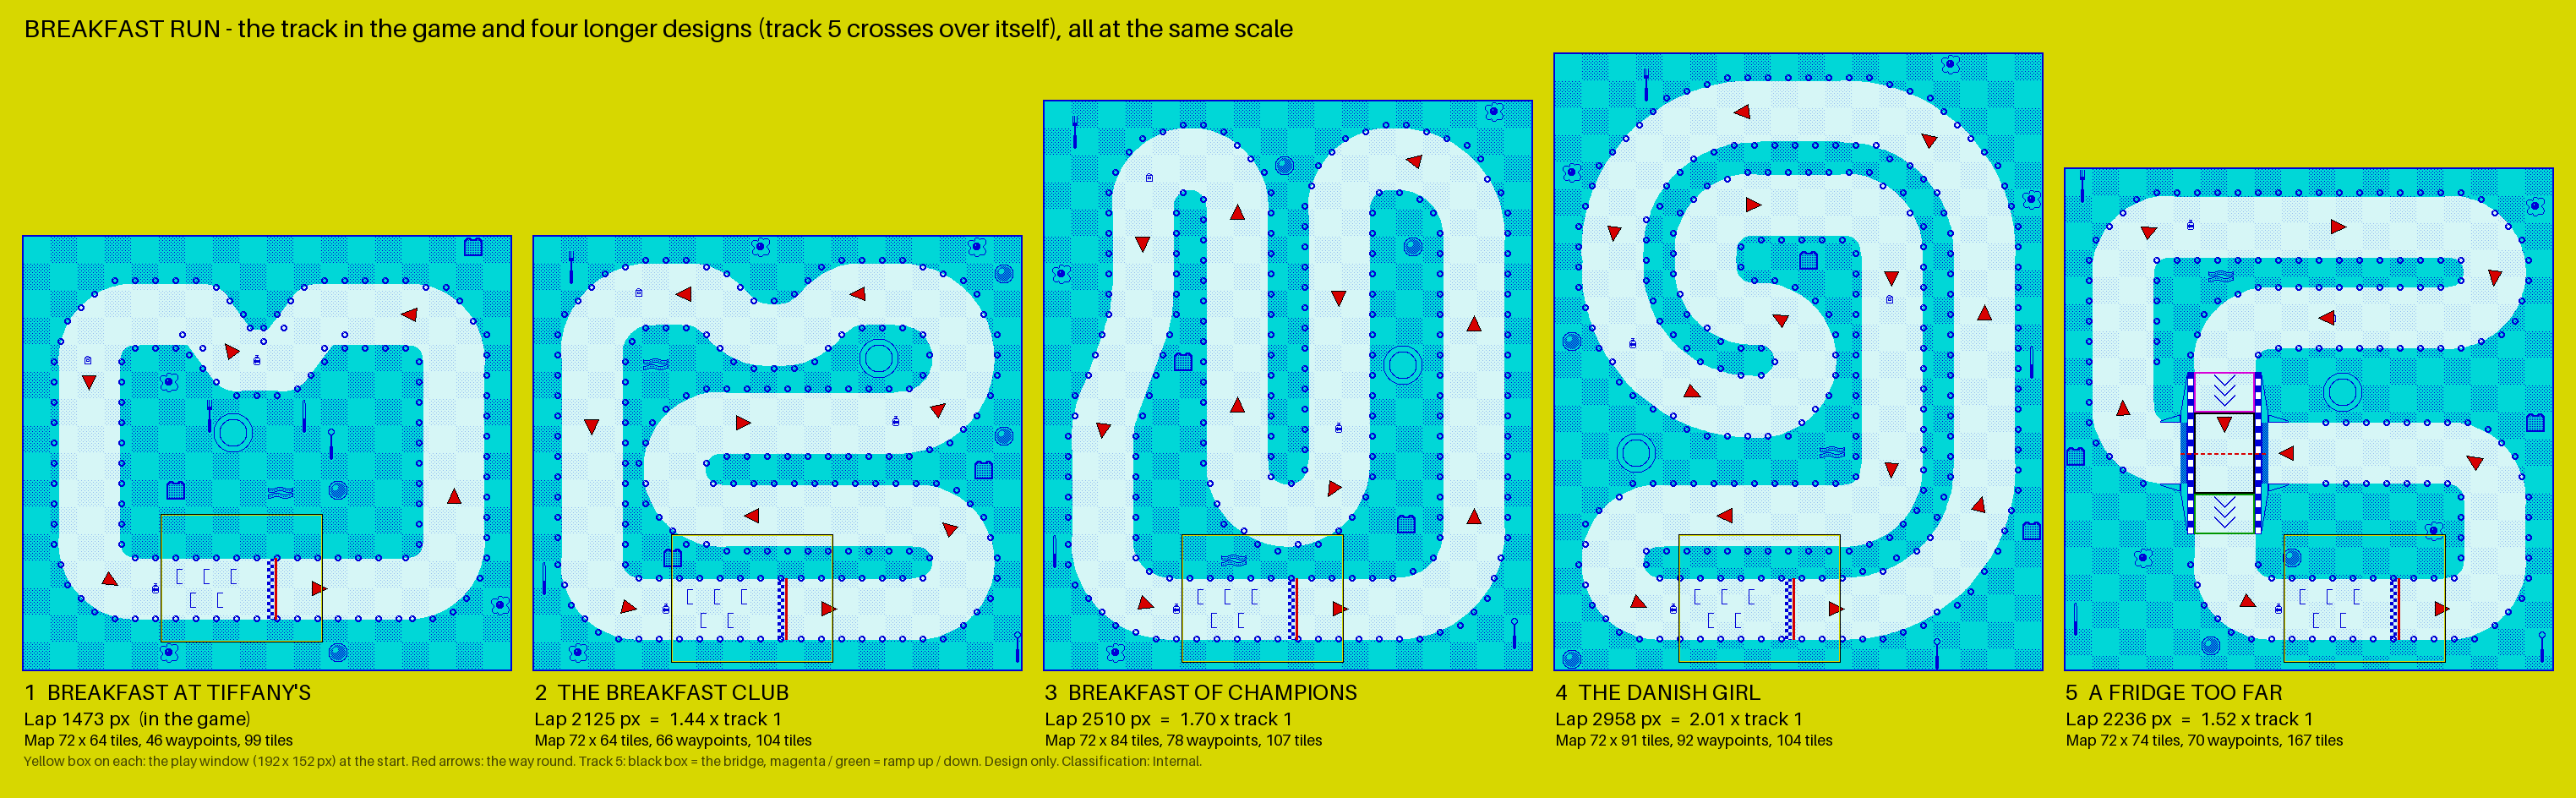 BREAKFAST RUN - the track in the game and four longer designs (track 5 crosses over itself), all at the same scale
1 BREAKFAST AT TIFFANY'S
Lap 1473 px (in the game)
Map 72 x 64 tiles, 46 waypoints, 99 tiles
2 THE BREAKFAST CLUB
Lap 2125 px = 1.44 x track 1
Map 72 x 64 tiles, 66 waypoints, 104 tiles
3 BREAKFAST OF CHAMPIONS
Lap 2510 px = 1.70 x track 1
Map 72 x 84 tiles, 78 waypoints, 107 tiles
4 THE DANISH GIRL
Lap 2958 px = 2.01 x track 1
Map 72 x 91 tiles, 92 waypoints, 104 tiles
5 A FRIDGE TOO FAR
Lap 2236 px = 1.52 x track 1
Map 72 x 74 tiles, 70 waypoints, 167 tiles
Yellow box on each: the play window (192 x 152 px) at the start. Red arrows: the way round. Track 5: black box = the bridge, magenta / green = ramp up / down. Design only. Classification: Internal.